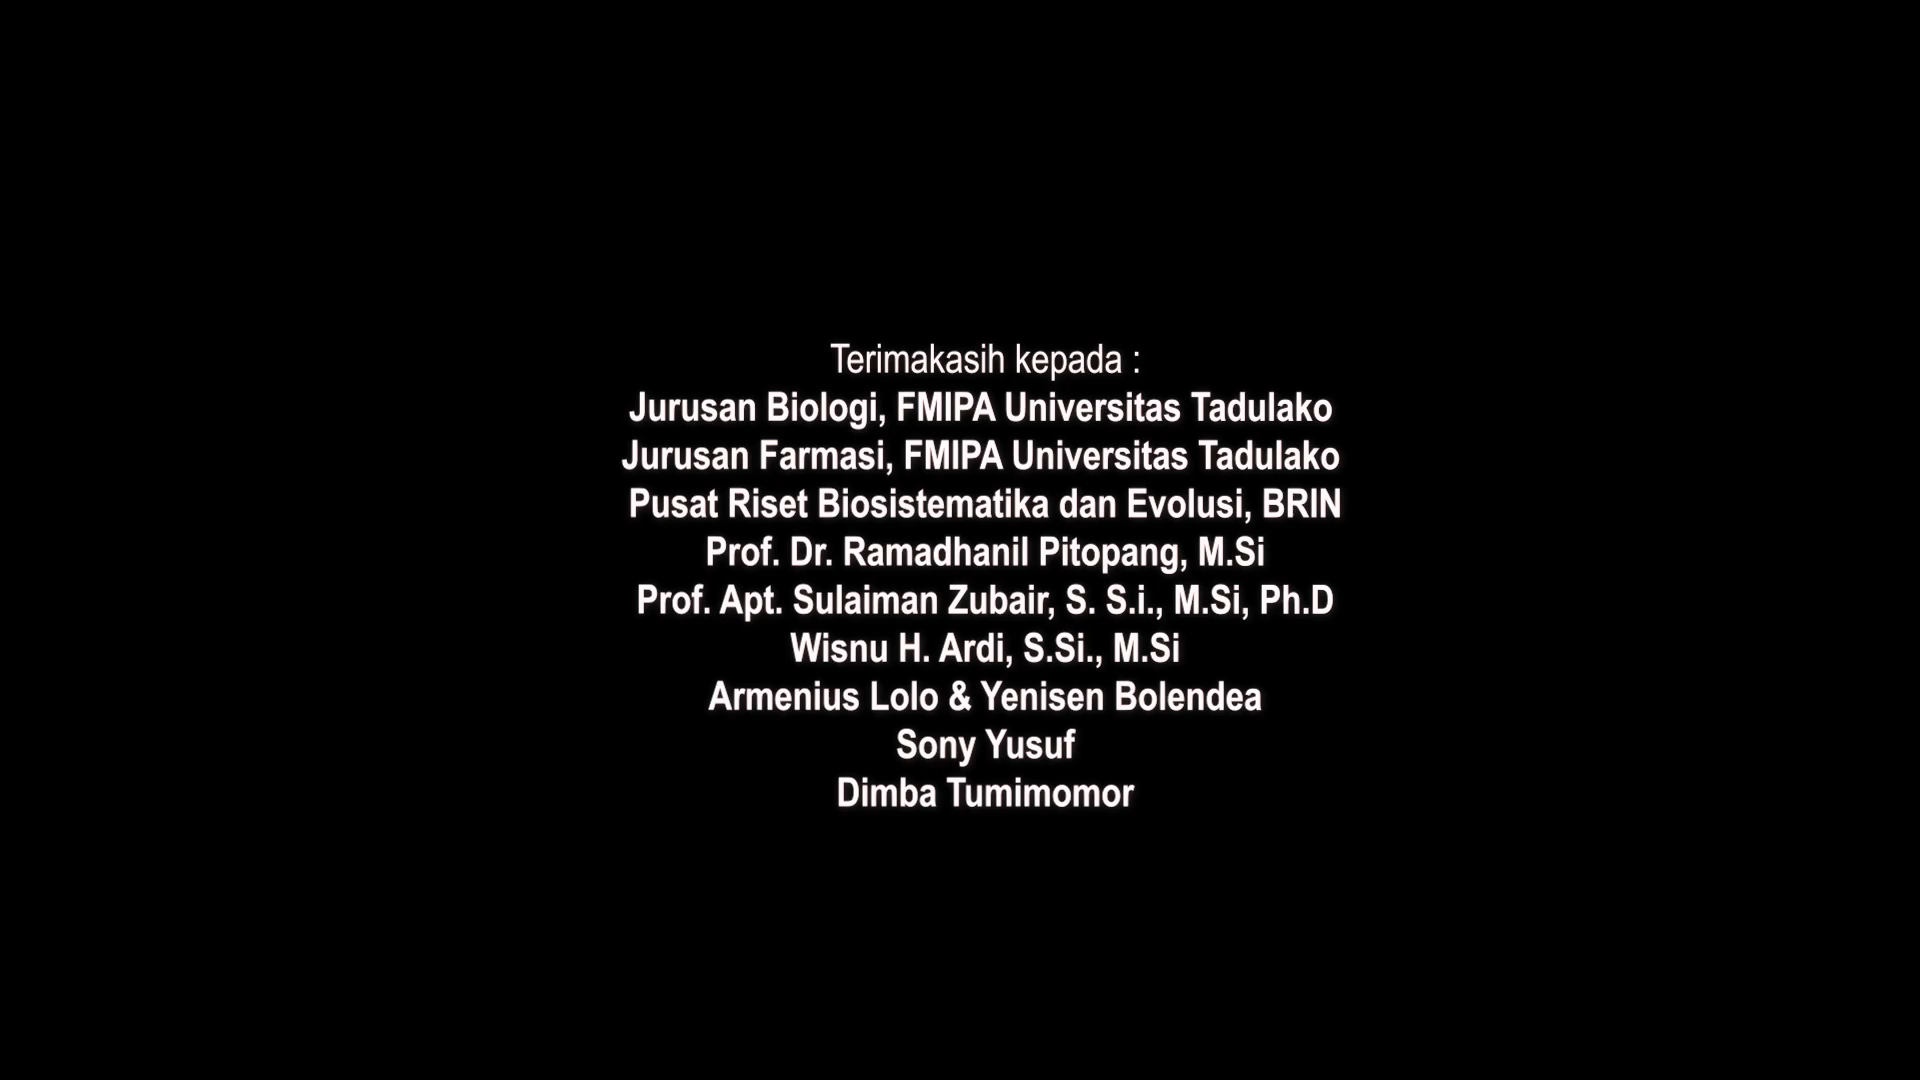 Terimakasih kepada :
Jurusan Biologi, FMIPA Universitas Tadulako
Jurusan Farmasi, FMIPA Universitas Tadulako
Pusat Riset Biosistematika dan Evolusi, BRIN
Prof. Dr. Ramadhanil Pitopang, M.Si
Prof. Apt. Sulaiman Zubair, S. S.i., M.Si, Ph.D
Wisnu H. Ardi, S.Si., M.Si
Armenius Lolo & Yenisen Bolendea
Sony Yusuf
Dimba Tumimomor